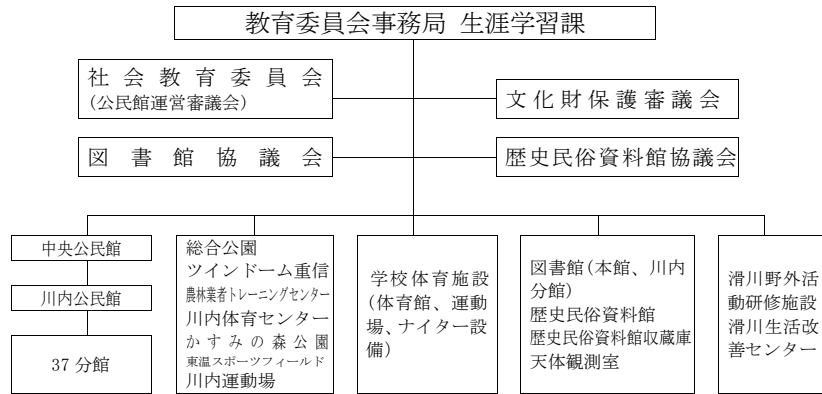 教育委員会事務局 生涯学習課
社会教育委員会
(公民館運営審議会)
文化財保護審議会
図書館協議会
歴史民俗資料館協議会
中央公民館
川内公民館
37 分館
総合公園
ツインドーム重信
農林業者トレーニングセンター
川内体育センター
かすみの森公園
東温スポーツフィールド
川内運動場
学校体育施設
(体育館、運動
場、ナイター設
備)
図書館(本館、川内
分館)
歴史民俗資料館
歴史民俗資料館収蔵庫
天体観測室
滑川野外活
動研修施設
滑川生活改
善センター